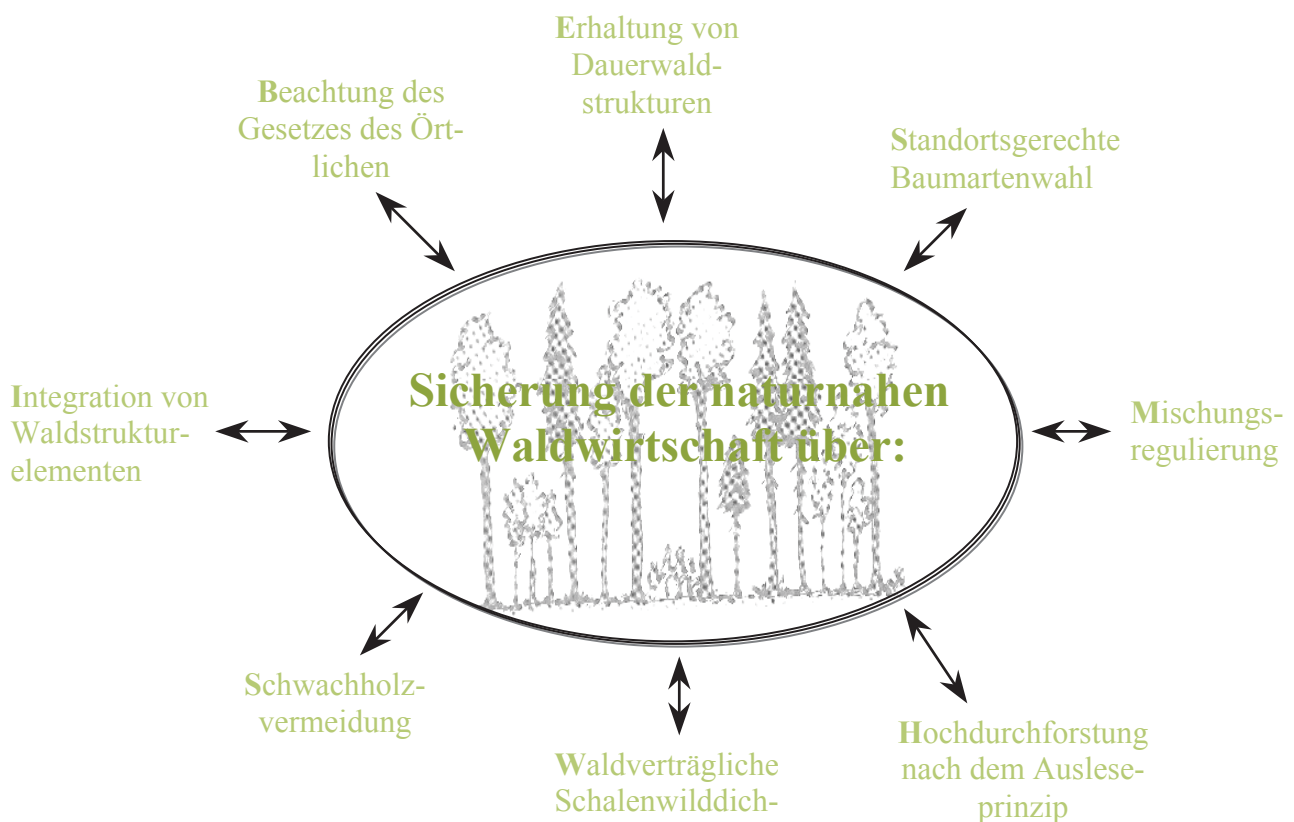 Erhaltung von
Dauerwald-
strukturen
Beachtung des
Gesetzes des Ört-
lichen
Standortsgerechte
Baumartenwahl
Sicherung der naturnahen
Waldwirtschaft über:
Integration von
Waldstruktur-
elementen
Mischungs-
regulierung
Schwachholz-
vermeidung
Waldverträgliche
Schalenwilddich-
Hochdurchforstung
nach dem Auslese-
prinzip